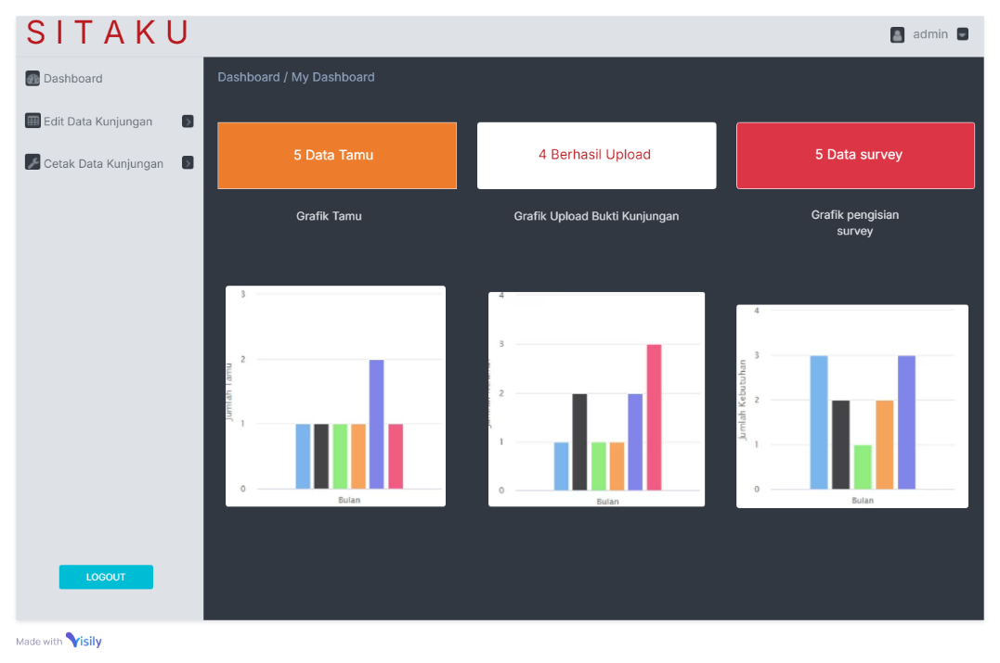 SITAKU
admin
Dashboard
Edit Data Kunjungan
Cetak Data Kunjungan
LOGOUT
Dashboard / My Dashboard
5 Data Tamu
4 Berhasil Upload
5 Data survey
Grafik Tamu
Grafik Upload Bukti Kunjungan
Grafik pengisian
survey
3
2
1
0
Jumlah Tamu
Bulan
4
3
2
1
0
Bulan
4
3
2
1
0
Jumlah Kebutuhan
Bulan
Made with Visily